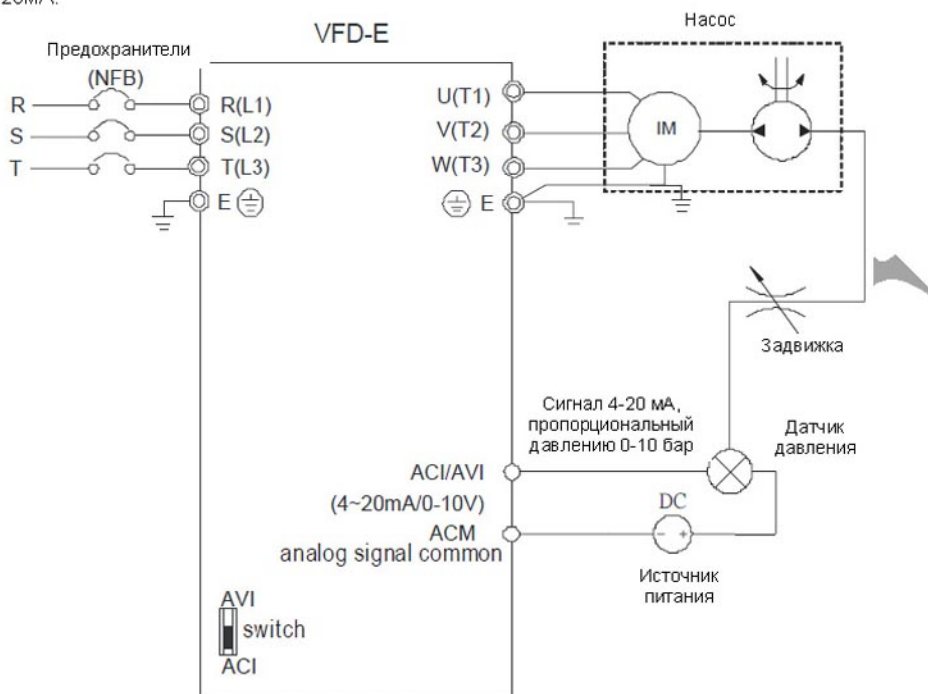 20мА.
VFD-E
Насос
Предохранители
(NFB)
R
R(L1)
S
S(L2)
T
T(L3)
E
U(T1)
V(T2)
W(T3)
E
IM
Задвижка
Сигнал 4-20 мА,
пропорциональный
давлению 0-10 бар
Датчик
давления
ACI/AVI
(4~20mA/0-10V)
DC
- +
ACM
analog signal common
Источник
питания
AVI
switch
ACI